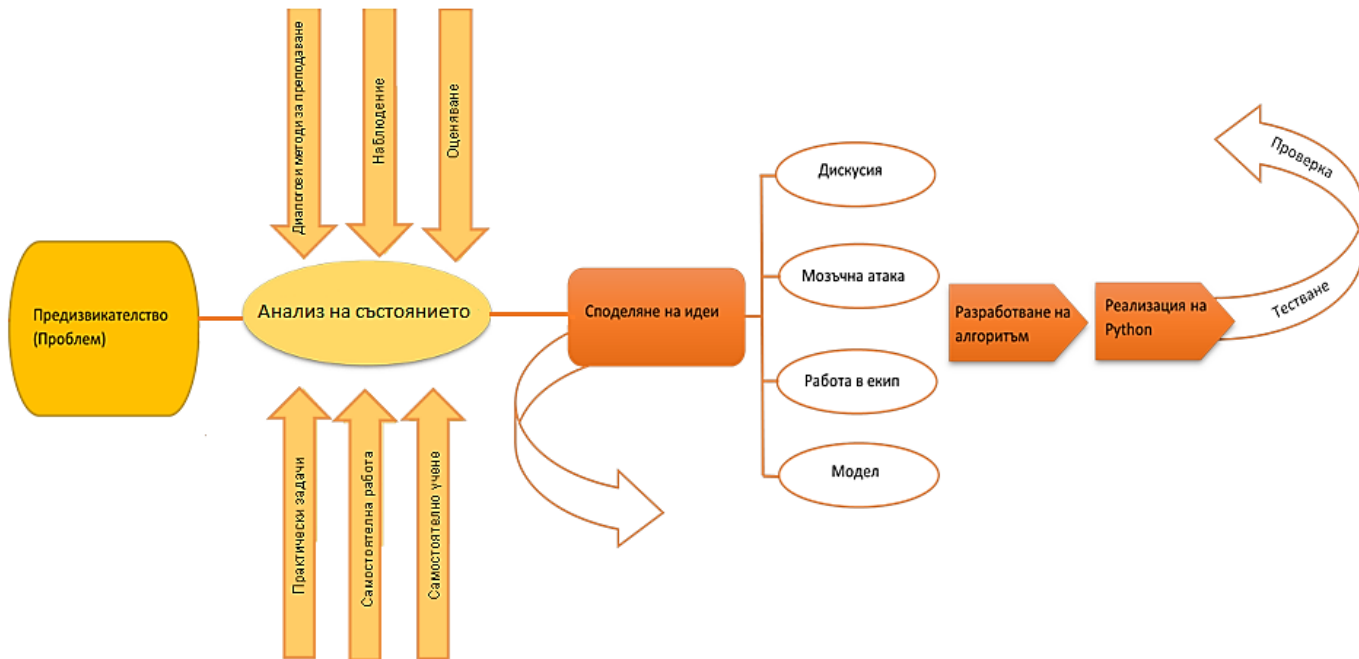 Диалогови методи за преподаване
Наблюдение
Оценяване
Предизвикателство
(Проблем)
Анализ на състоянието
Практически задачи
Самостоятелна работа
Самостоятелно учене
Споделяне на идеи
Дискусия
Мозъчна атака
Работа в екип
Модел
Разработване на
алгоритъм
Реализация на
Python
Тестване
Проверка